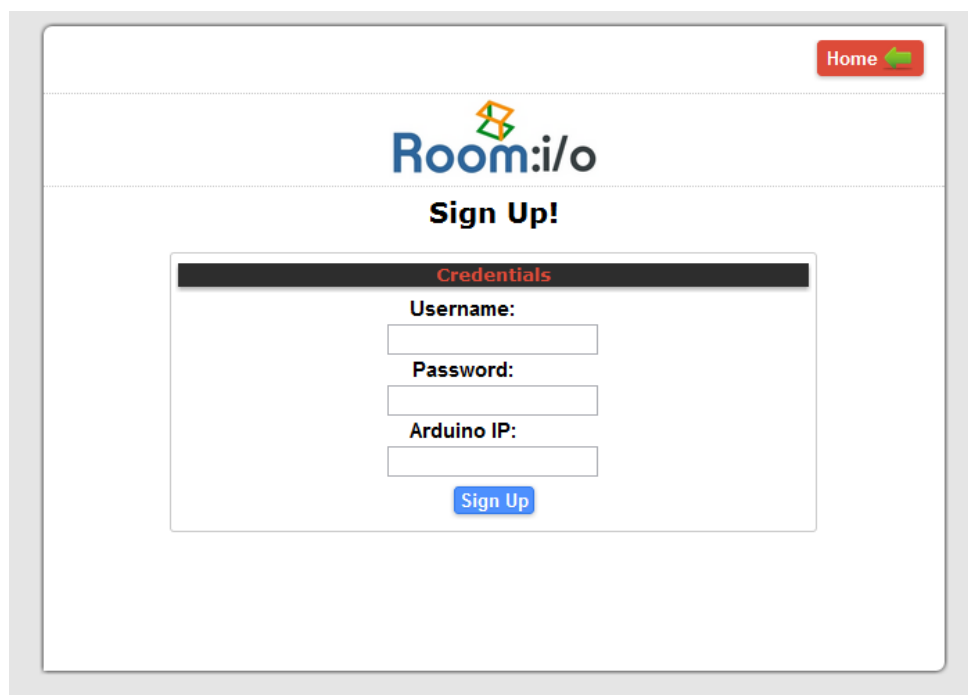 Home
Room:i/o
Sign Up!
Credentials
Username:
Password:
Arduino IP:
Sign Up